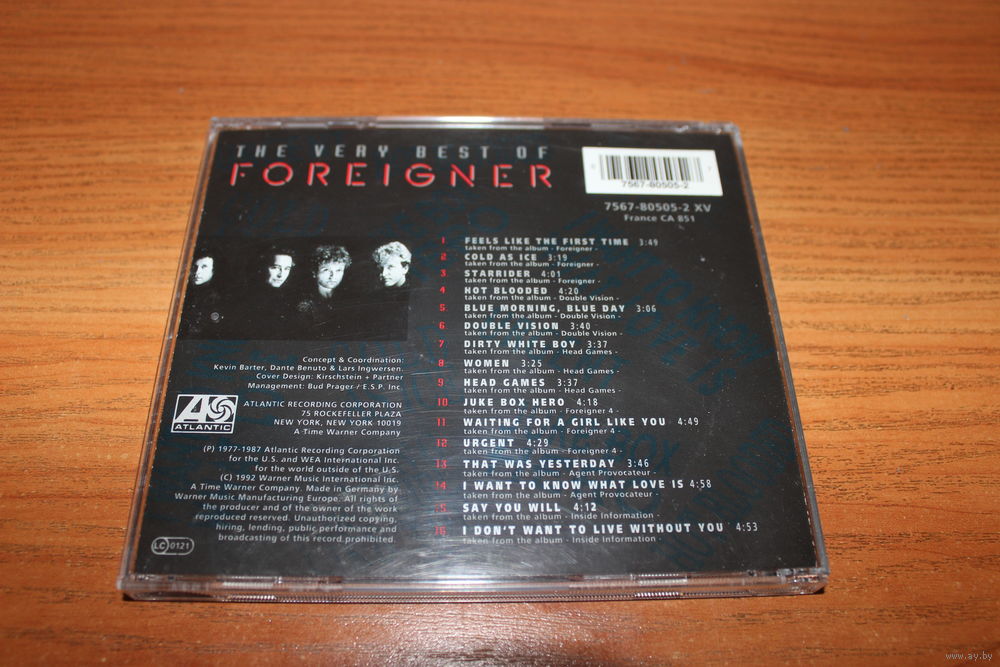 THE VERY BEST OF
FOREIGNER
7567-80505-2
7567-80505-2 XV
France CA 851
1 FEELS LIKE THE FIRST TIME 3:49
taken from the album - Foreigner -
2 COLD AS ICE 3:19
taken from the album - Foreigner -
3 STARRIDER 4:01
taken from the album - Foreigner -
4 HOT BLOODED 4:20
taken from the album - Double Vision -
5 BLUE MORNING, BLUE DAY 3:06
taken from the album - Double Vision -
6 DOUBLE VISION 3:40
taken from the album - Double Vision -
7 DIRTY WHITE BOY 3:37
taken from the album - Head Games -
8 WOMEN 3:25
taken from the album - Head Games -
9 HEAD GAMES 3:37
taken from the album - Head Games -
10 JUKE BOX HERO 4:18
taken from the album - Foreigner 4 -
11 WAITING FOR A GIRL LIKE YOU 4:49
taken from the album - Foreigner 4 -
12 URGENT 4:29
taken from the album - Foreigner 4 -
13 THAT WAS YESTERDAY 3:46
taken from the album - Agent Provocateur -
14 I WANT TO KNOW WHAT LOVE IS 4:58
taken from the album - Agent Provocateur -
15 SAY YOU WILL 4:12
taken from the album - Inside Information -
16 I DON'T WANT TO LIVE WITHOUT YOU 4:53
taken from the album - Inside Information -
Concept & Coordination:
Kevin Barter, Dante Benuto & Lars Ingwersen.
Cover Design: Kirschstein + Partner
Management: Bud Prager / E.S.P. Inc.
ATLANTIC
ATLANTIC RECORDING CORPORATION
75 ROCKEFELLER PLAZA
NEW YORK, NEW YORK 10019
A Time Warner Company
(P) 1977-1987 Atlantic Recording Corporation
for the U.S. and WEA International Inc.
for the world outside of the U.S.
(C) 1992 Warner Music International Inc.
A Time Warner Company. Made in Germany by
Warner Music Manufacturing Europe. All rights of
the producer and of the owner of the work
reproduced reserved. Unauthorized copying,
hiring, lending, public performance and
broadcasting of this record prohibited.
LC 0121
www.ay.by